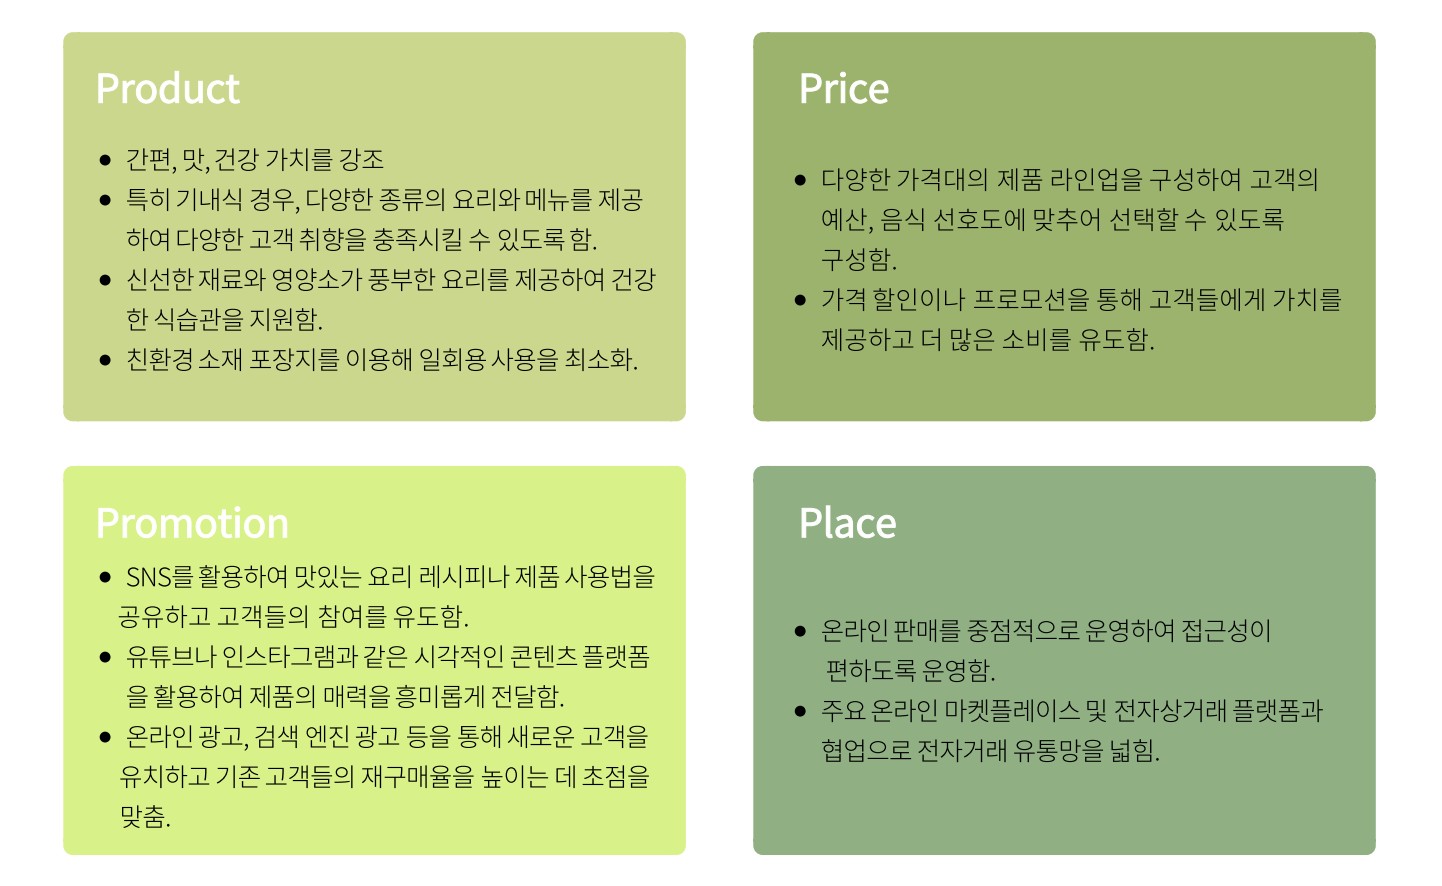 Product
● 간편, 맛, 건강 가치를 강조
● 특히 기내식 경우, 다양한 종류의 요리와 메뉴를 제공
하여 다양한 고객 취향을 충족시킬 수 있도록 함.
● 신선한 재료와 영양소가 풍부한 요리를 제공하여 건강
한 식습관을 지원함.
● 친환경 소재 포장지를 이용해 일회용 사용을 최소화.
Price
● 다양한 가격대의 제품 라인업을 구성하여 고객의
예산, 음식 선호도에 맞추어 선택할 수 있도록
구성함.
● 가격 할인이나 프로모션을 통해 고객들에게 가치를
제공하고 더 많은 소비를 유도함.
Promotion
● SNS를 활용하여 맛있는 요리 레시피나 제품 사용법을
공유하고 고객들의 참여를 유도함.
● 유튜브나 인스타그램과 같은 시각적인 콘텐츠 플랫폼
을 활용하여 제품의 매력을 흥미롭게 전달함.
● 온라인 광고, 검색 엔진 광고 등을 통해 새로운 고객을
유치하고 기존 고객들의 재구매율을 높이는 데 초점을
맞춤.
Place
● 온라인 판매를 중점적으로 운영하여 접근성이
편하도록 운영함.
● 주요 온라인 마켓플레이스 및 전자상거래 플랫폼과
협업으로 전자거래 유통망을 넓힘.